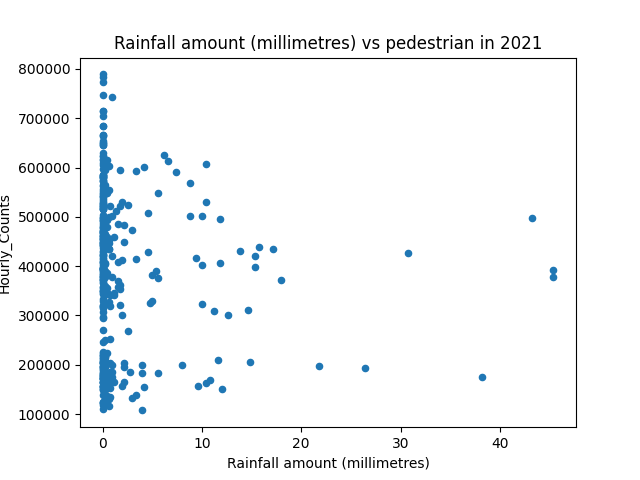 Rainfall amount (millimetres) vs pedestrian in 2021
800000
700000
600000
500000
400000
300000
200000
100000
Hourly_Counts
0 10 20 30 40
Rainfall amount (millimetres)